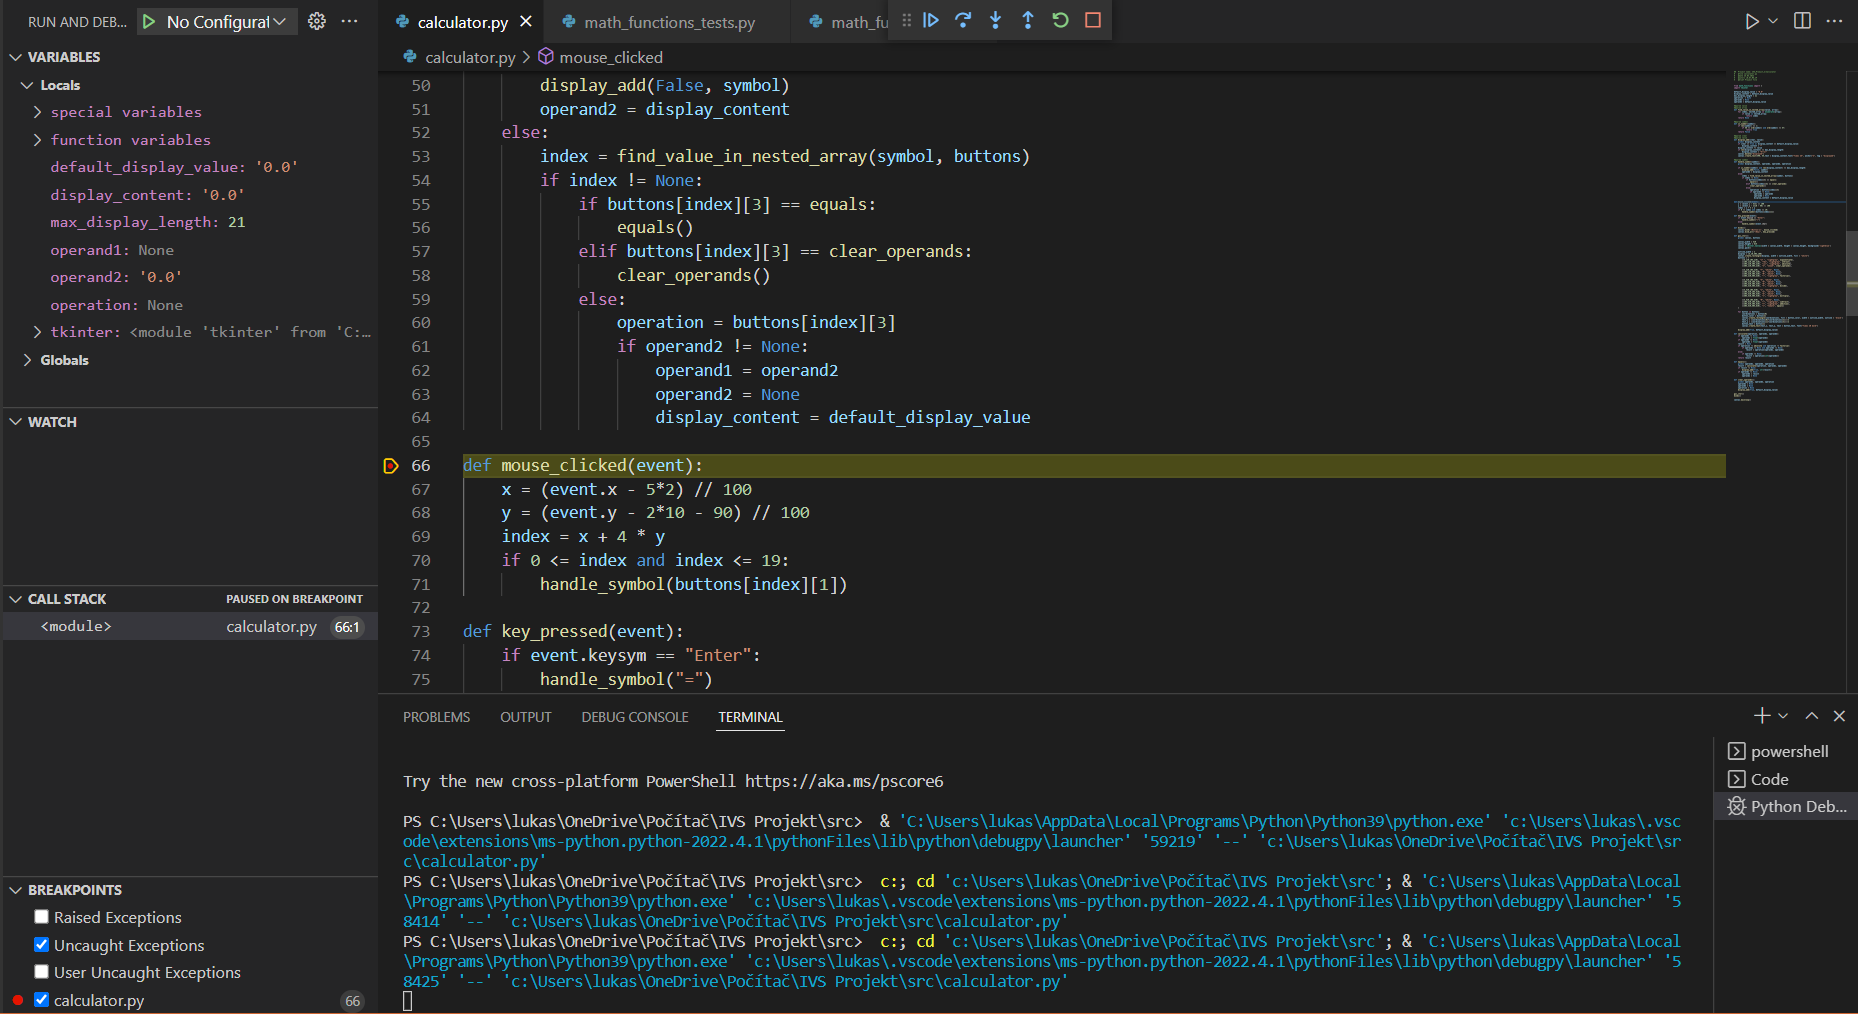 RUN AND DEB...
No Configurat
VARIABLES
Locals
special variables
function variables
default_display_value: '0.0'
display_content: '0.0'
max_display_length: 21
operand1: None
operand2: '0.0'
operation: None
tkinter: <module 'tkinter' from 'C:...
Globals
WATCH
CALL STACK PAUSED ON BREAKPOINT
<module> calculator.py 66:1
BREAKPOINTS
Raised Exceptions
Uncaught Exceptions
User Uncaught Exceptions
calculator.py 66
calculator.py math_functions_tests.py math_fu
calculator.py > mouse_clicked
50 display_add(False, symbol)
51 operand2 = display_content
52 else:
53 index = find_value_in_nested_array(symbol, buttons)
54 if index != None:
55 if buttons[index][3] == equals:
56 equals()
57 elif buttons[index][3] == clear_operands:
58 clear_operands()
59 else:
60 operation = buttons[index][3]
61 if operand2 != None:
62 operand1 = operand2
63 operand2 = None
64 display_content = default_display_value
65
66 def mouse_clicked(event):
67 x = (event.x - 5*2) // 100
68 y = (event.y - 2*10 - 90) // 100
69 index = x + 4 * y
70 if 0 <= index and index <= 19:
71 handle_symbol(buttons[index][1])
72
73 def key_pressed(event):
74 if event.keysym == "Enter":
75 handle_symbol("=")
PROBLEMS OUTPUT DEBUG CONSOLE TERMINAL
Try the new cross-platform PowerShell https://aka.ms/pscore6
PS C:\Users\lukas\OneDrive\Počítač\IVS Projekt\src> & 'C:\Users\lukas\AppData\Local\Programs\Python\Python39\python.exe' 'c:\Users\lukas\.vsc
ode\extensions\ms-python.python-2022.4.1\pythonFiles\lib\python\debugpy\launcher' '59219' '--' 'c:\Users\lukas\OneDrive\Počítač\IVS Projekt\sr
c\calculator.py'
PS C:\Users\lukas\OneDrive\Počítač\IVS Projekt\src> c:; cd 'c:\Users\lukas\OneDrive\Počítač\IVS Projekt\src'; & 'C:\Users\lukas\AppData\Local
\Programs\Python\Python39\python.exe' 'c:\Users\lukas\.vscode\extensions\ms-python.python-2022.4.1\pythonFiles\lib\python\debugpy\launcher' '5
8414' '--' 'c:\Users\lukas\OneDrive\Počítač\IVS Projekt\src\calculator.py'
PS C:\Users\lukas\OneDrive\Počítač\IVS Projekt\src> c:; cd 'c:\Users\lukas\OneDrive\Počítač\IVS Projekt\src'; & 'C:\Users\lukas\AppData\Local
\Programs\Python\Python39\python.exe' 'c:\Users\lukas\.vscode\extensions\ms-python.python-2022.4.1\pythonFiles\lib\python\debugpy\launcher' '5
8425' '--' 'c:\Users\lukas\OneDrive\Počítač\IVS Projekt\src\calculator.py'
powershell
Code
Python Deb...